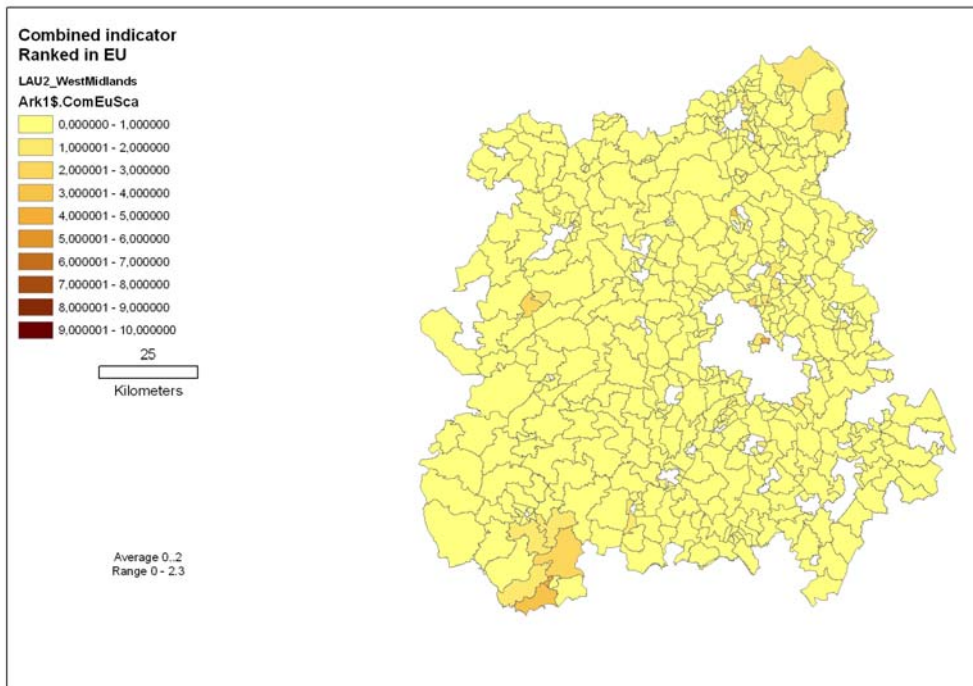 Combined indicator
Ranked in EU
LAU2_WestMidlands
Ark1$.ComEuSca
0,000000 - 1,000000
1,000001 - 2,000000
2,000001 - 3,000000
3,000001 - 4,000000
4,000001 - 5,000000
5,000001 - 6,000000
6,000001 - 7,000000
7,000001 - 8,000000
8,000001 - 9,000000
9,000001 - 10,000000
25
Kilometers
Average 0..2
Range 0 - 2.3